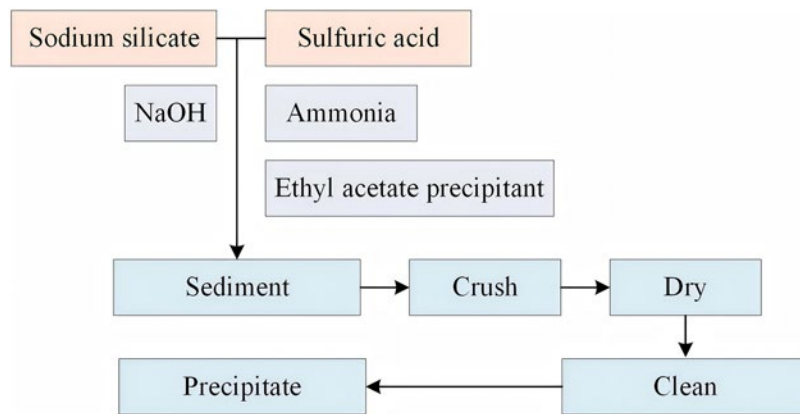 Sodium silicate
Sulfuric acid
NaOH
Ammonia
Ethyl acetate precipitant
Sediment
Crush
Dry
Precipitate
Clean